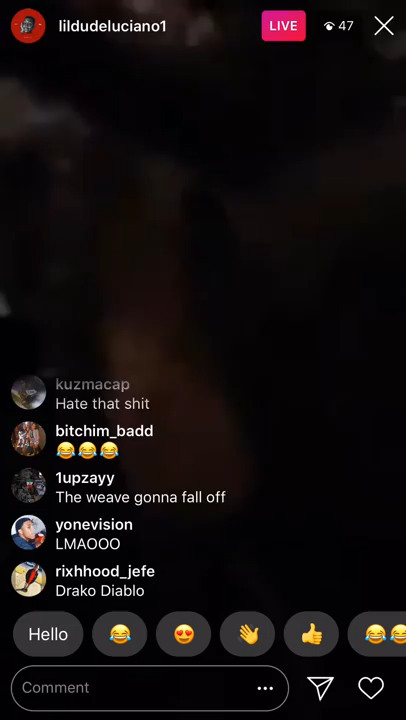 lildudeluciano1
LIVE
47
kuzmacap
Hate that shit
bitchim_badd
😂😂😂
1upzayy
The weave gonna fall off
yonevision
LMAOOO
rixhhood_jefe
Drako Diablo
Hello 😂 😍 👋 👍 😂😂
Comment